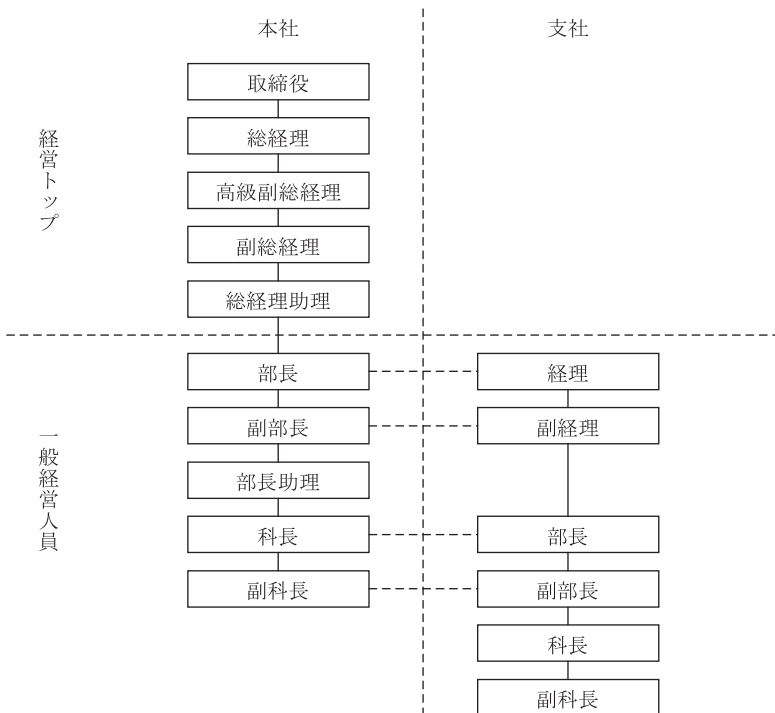 本社
支社
経営トップ
取締役
総経理
高級副総経理
副総経理
総経理助理
一般経営人員
部長
経理
副部長
副経理
部長助理
科長
部長
副科長
副部長
科長
副科長